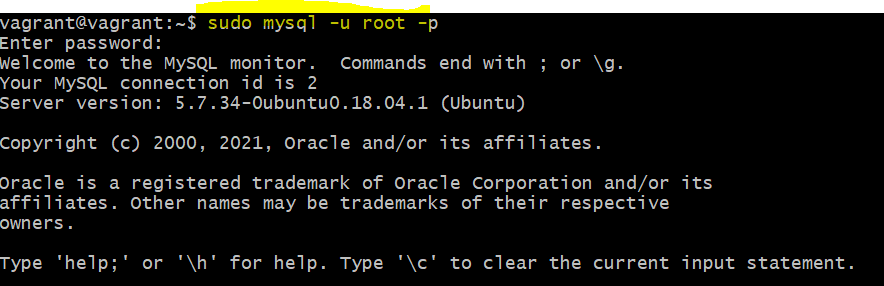 vagrant@vagrant:~$ sudo mysql -u root -p
Enter password:
Welcome to the MySQL monitor.  Commands end with ; or \g.
Your MySQL connection id is 2
Server version: 5.7.34-0ubuntu0.18.04.1 (Ubuntu)
Copyright (c) 2000, 2021, Oracle and/or its affiliates.
Oracle is a registered trademark of Oracle Corporation and/or its
affiliates. Other names may be trademarks of their respective
owners.
Type 'help;' or '\h' for help. Type '\c' to clear the current input statement.